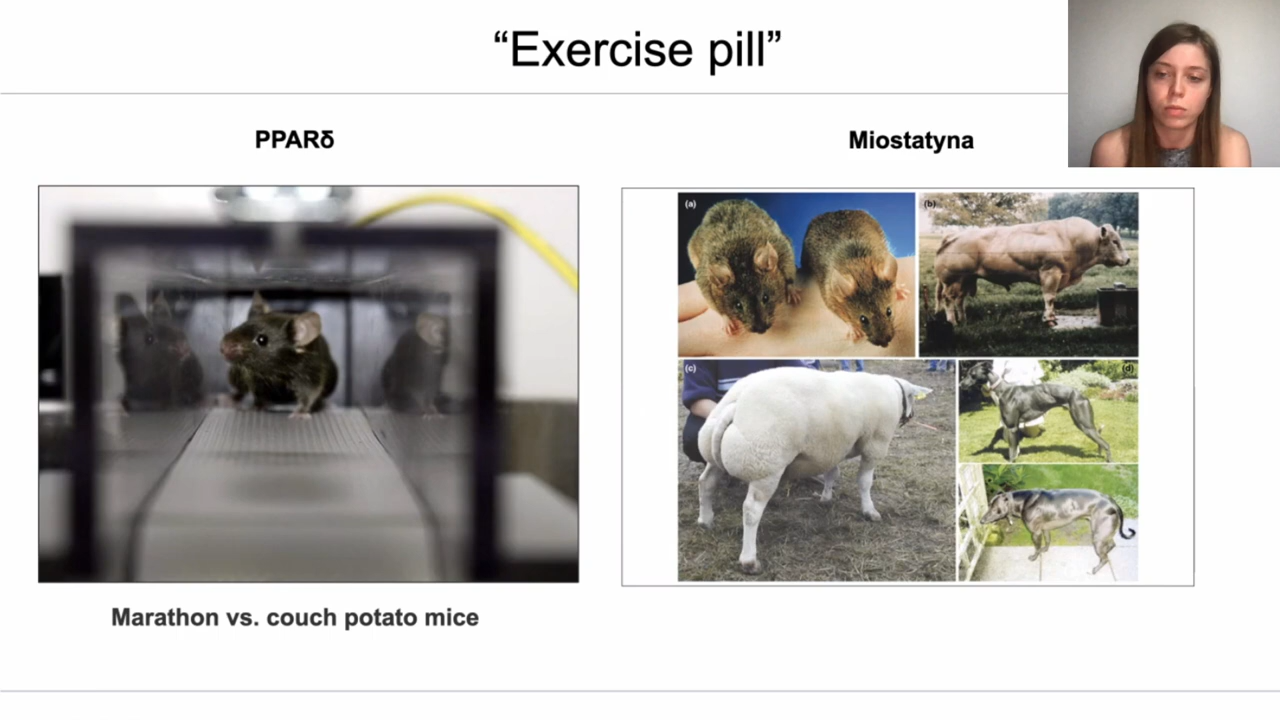 “Exercise pill”
PPARδ
Miostatyna
(a)
(b)
(c)
(d)
Marathon vs. couch potato mice